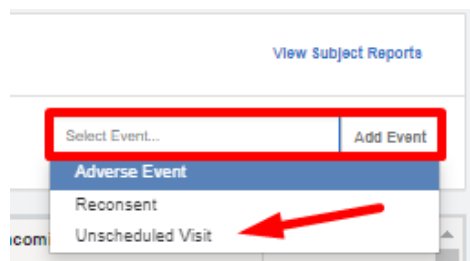 View Subject Reports
Select Event... Add Event
Adverse Event
Reconsent
Unscheduled Visit